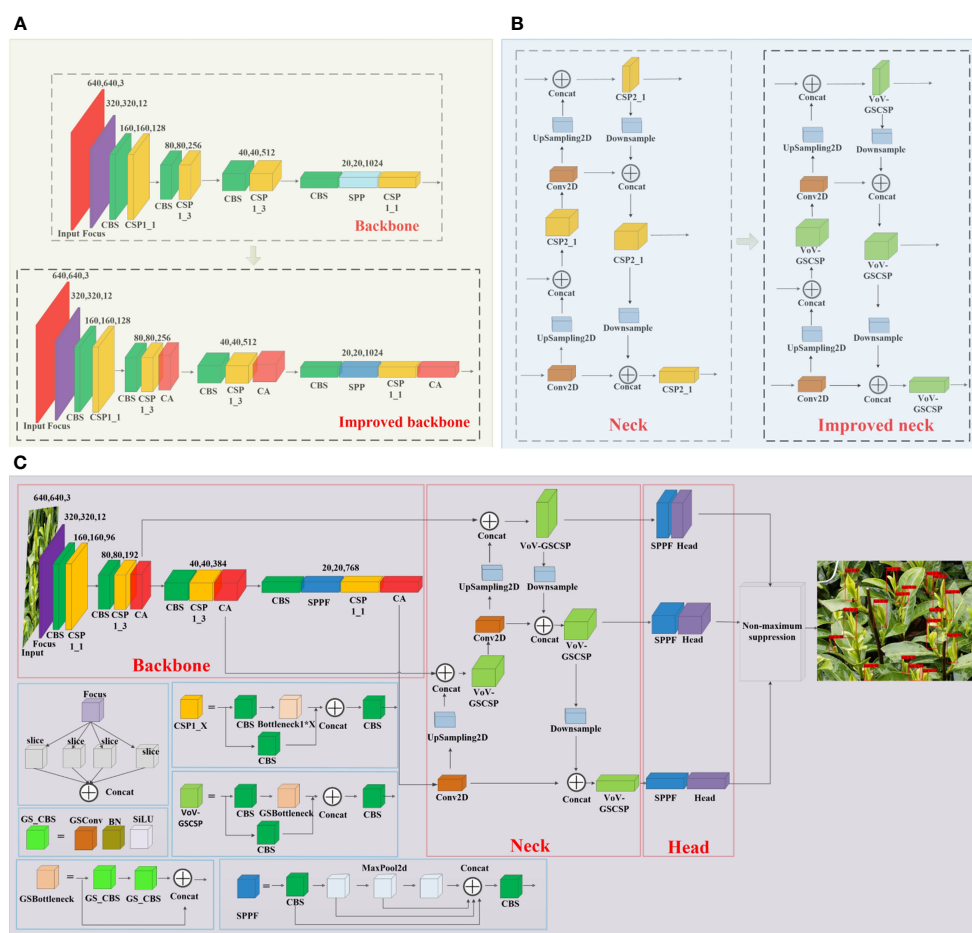 A
640,640,3
320,320,12
160,160,128
80,80,256
40,40,512
20,20,1024
CBS
SPP
CSP
1_1
CBS
CSP
1_3
CBS
CSP
1_3
CBS
CSP1_1
Input
Focus
Backbone
640,640,3
320,320,12
160,160,128
80,80,256
40,40,512
20,20,1024
CBS
SPP
CSP
1_1
CA
CBS
CSP
1_3
CA
CBS
CSP
1_3
CA
CBS
CSP1_1
Input
Focus
Improved backbone
B
Concat
CSP2_1
UpSampling2D
Downsample
Conv2D
Concat
CSP2_1
CSP2_1
Concat
UpSampling2D
Downsample
Conv2D
Concat
CSP2_1
Neck
Concat
VoV-
GSCSP
UpSampling2D
Downsample
Conv2D
Concat
VoV-
GSCSP
VoV-
GSCSP
Concat
UpSampling2D
Downsample
Conv2D
Concat
VoV-
GSCSP
Improved neck
C
640,640,3
320,320,12
160,160,96
80,80,192
40,40,384
20,20,768
Input
Focus
CBS
CSP
1_1
CBS
CSP
1_3
CA
CBS
CSP
1_3
CA
CBS
SPPF
CSP
1_1
CA
Backbone
Concat
VoV-GSCSP
UpSampling2D
Downsample
Conv2D
Concat
VoV-
GSCSP
Concat
VoV-
GSCSP
UpSampling2D
Downsample
Conv2D
Concat
VoV-
GSCSP
Neck
SPPF
Head
SPPF
Head
SPPF
Head
Head
Non-maximum
suppression
Focus
slice
slice
slice
slice
Concat
CSP1_X
=
CBS
Bottleneck1*X
Concat
CBS
CBS
VoV-
GSCSP
=
CBS
GSBottleneck
Concat
CBS
CBS
GS_CBS
=
GSConv
BN
SiLU
GSBottleneck
=
GS_CBS
GS_CBS
Concat
SPPF
=
CBS
MaxPool2d
Concat
CBS